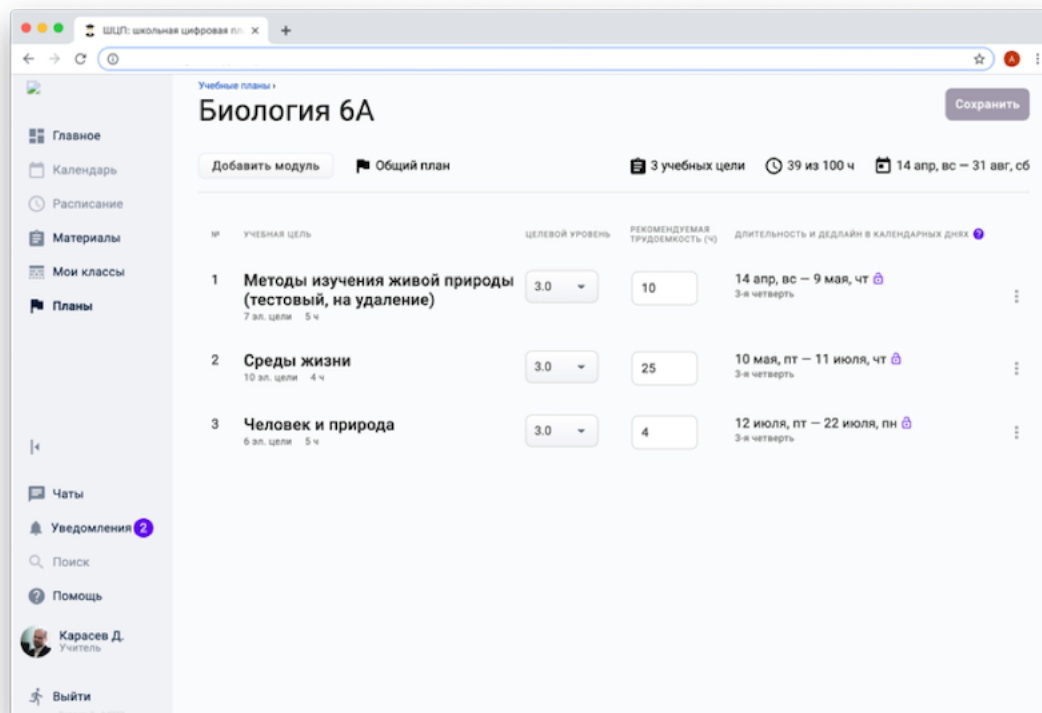 ШЦП: школьная цифровая пл
Учебные планы ›
Биология 6А
Сохранить
Главное
Календарь
Расписание
Материалы
Мои классы
Планы
Добавить модуль
Общий план
3 учебных цели
39 из 100 ч
14 апр, вс — 31 авг, сб
№
УЧЕБНАЯ ЦЕЛЬ
ЦЕЛЕВОЙ УРОВЕНЬ
РЕКОМЕНДУЕМАЯ
ТРУДОЕМКОСТЬ (Ч)
ДЛИТЕЛЬНОСТЬ И ДЕДЛАЙН В КАЛЕНДАРНЫХ ДНЯХ ?
1
Методы изучения живой природы
(тестовый, на удаление)
7 эл. цели 5 ч
3.0
10
14 апр, вс — 9 мая, чт
3-я четверть
2
Среды жизни
10 эл. цели 4 ч
3.0
25
10 мая, пт — 11 июля, чт
3-я четверть
3
Человек и природа
6 эл. цели 5 ч
3.0
4
12 июля, пт — 22 июля, пн
3-я четверть
Чаты
Уведомления 2
Поиск
Помощь
Карасев Д.
Учитель
Выйти